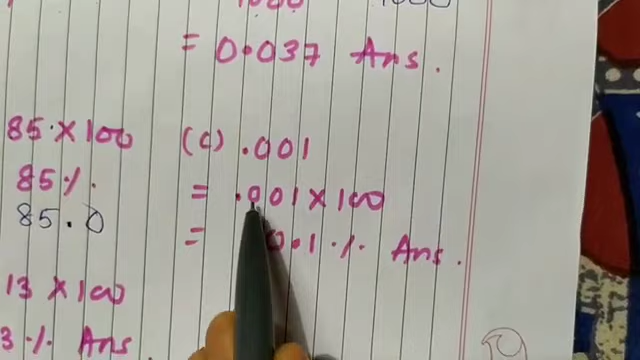 = 0.037 Ans.
85.×100
85%.
85.0
13 × 100
3% Ans.
(c) .001
= .001×100
= 0.1% Ans.